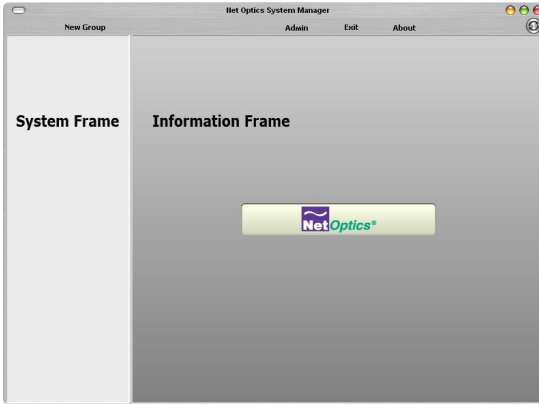 Net Optics System Manager
New Group Admin Exit About
System Frame Information Frame
Net Optics®